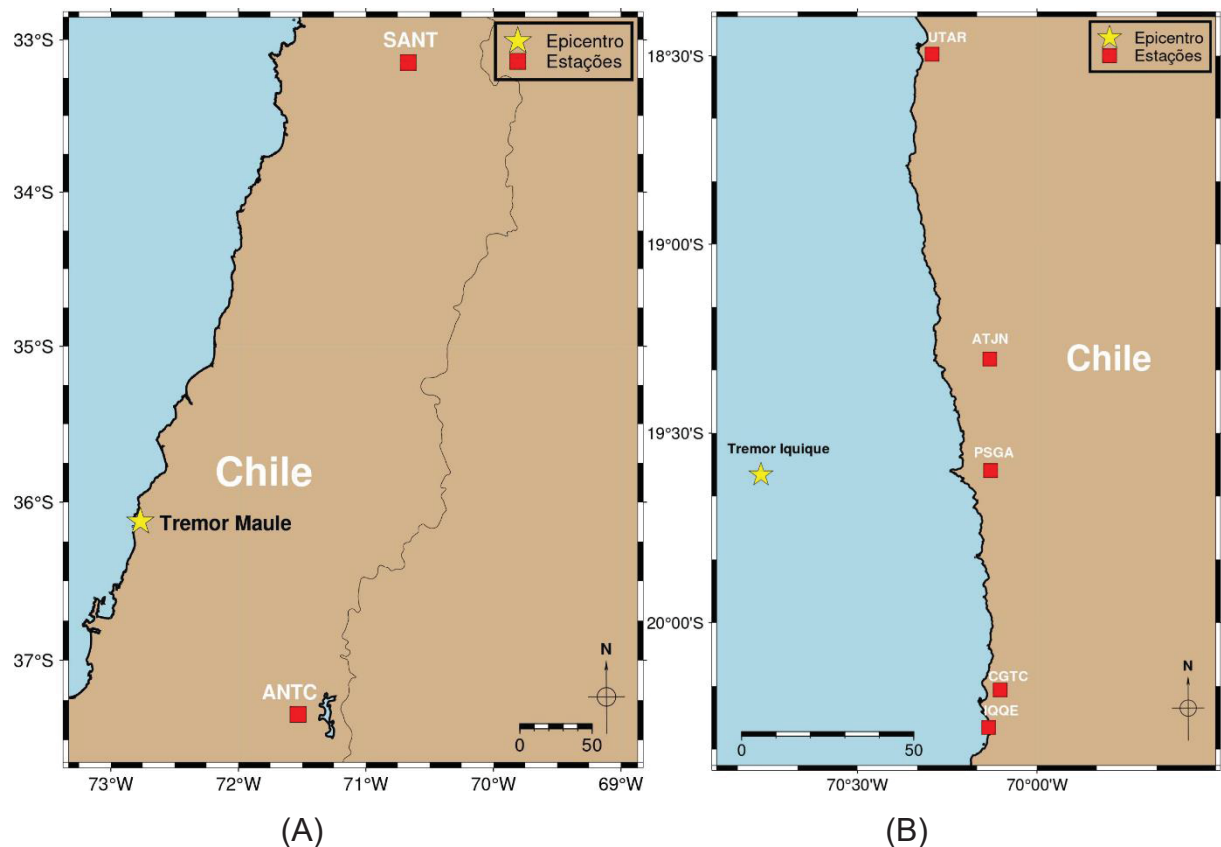 33°S
34°S
35°S
36°S
37°S
73°W
72°W
71°W
70°W
69°W
SANT
Epicentro
Estações
Chile
Tremor Maule
ANTC
N
0
50
(A)
18°30'S
19°00'S
19°30'S
20°00'S
70°30'W
70°00'W
UTAR
Epicentro
Estações
ATJN
Chile
Tremor Iquique
PSGA
CGTC
IQQE
N
0
50
(B)